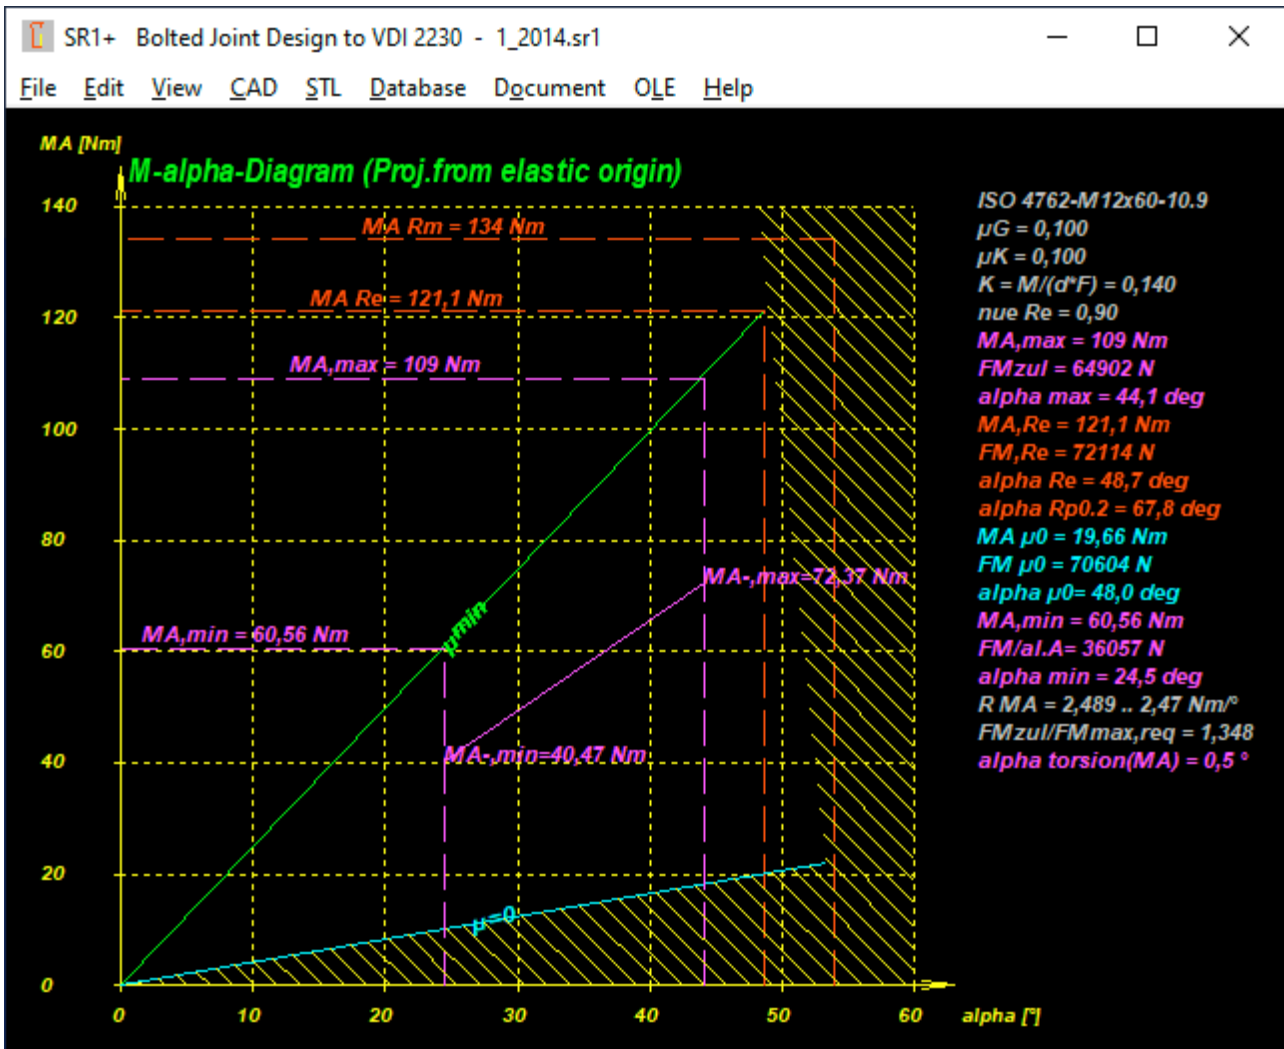 SR1+ Bolted Joint Design to VDI 2230 - 1_2014.sr1
File Edit View CAD STL Database Document OLE Help
MA [Nm]
M-alpha-Diagram (Proj.from elastic origin)
140
120
100
80
60
40
20
0
0 10 20 30 40 50 60 alpha [°]
MA Rm = 134 Nm
MA Re = 121,1 Nm
MA,max = 109 Nm
MA-,max=72,37 Nm
MA,min = 60,56 Nm
µmin
MA-,min=40,47 Nm
µ=0
ISO 4762-M12x60-10.9
µG = 0,100
µK = 0,100
K = M/(d*F) = 0,140
nue Re = 0,90
MA,max = 109 Nm
FMzul = 64902 N
alpha max = 44,1 deg
MA,Re = 121,1 Nm
FM,Re = 72114 N
alpha Re = 48,7 deg
alpha Rp0.2 = 67,8 deg
MA µ0 = 19,66 Nm
FM µ0 = 70604 N
alpha µ0= 48,0 deg
MA,min = 60,56 Nm
FM/al.A= 36057 N
alpha min = 24,5 deg
R MA = 2,489 .. 2,47 Nm/°
FMzul/FMmax,req = 1,348
alpha torsion(MA) = 0,5 °